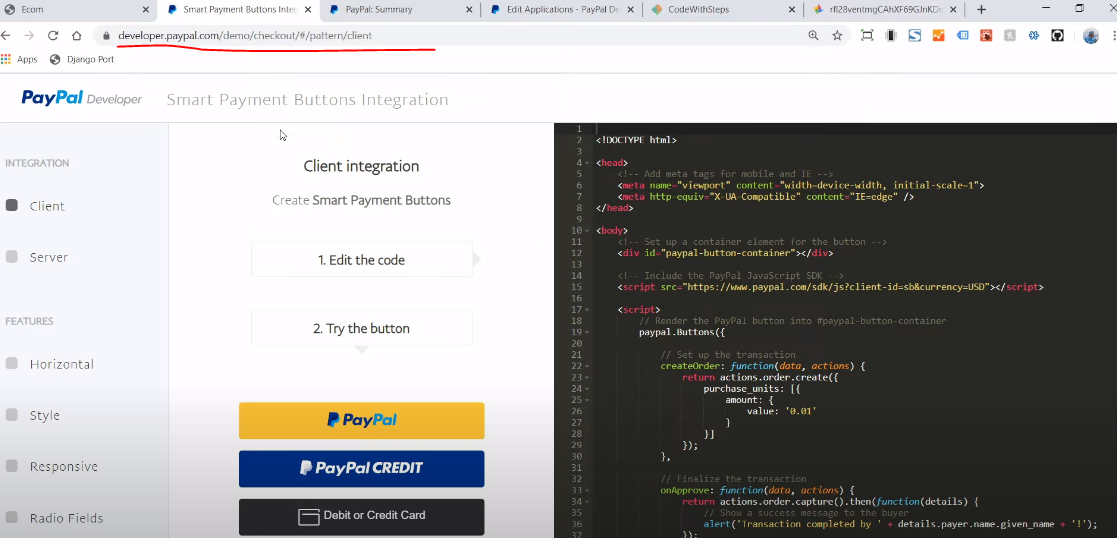 Ecom
Smart Payment Buttons Integ
PayPal: Summary
Edit Applications - PayPal De
CodeWithSteps
developer.paypal.com/demo/checkout/#/pattern/client
Apps
Django Port
PayPal Developer
Smart Payment Buttons Integration
INTEGRATION
Client
Server
FEATURES
Horizontal
Style
Responsive
Radio Fields
Client integration
Create Smart Payment Buttons
1. Edit the code
2. Try the button
PayPal
PayPal CREDIT
Debit or Credit Card
1
2 <!DOCTYPE html>
3
4 <head>
5 <!-- Add meta tags for mobile and IE -->
6 <meta name="viewport" content="width=device-width, initial-scale=1">
7 <meta http-equiv="X-UA-Compatible" content="IE=edge" />
8 </head>
9
10 <body>
11 <!-- Set up a container element for the button -->
12 <div id="paypal-button-container"></div>
13
14 <!-- Include the PayPal JavaScript SDK -->
15 <script src="https://www.paypal.com/sdk/js?client-id=sb&currency=USD"></script>
16
17 <script>
18 // Render the PayPal button into #paypal-button-container
19 paypal.Buttons({
20
21 // Set up the transaction
22 createOrder: function(data, actions) {
23 return actions.order.create({
24 purchase_units: [{
25 amount: {
26 value: '0.01'
27 }
28 }]
29 });
30 },
31
32 // Finalize the transaction
33 onApprove: function(data, actions) {
34 return actions.order.capture().then(function(details) {
35 // Show a success message to the buyer
36 alert('Transaction completed by ' + details.payer.name.given_name + '!');
37 });